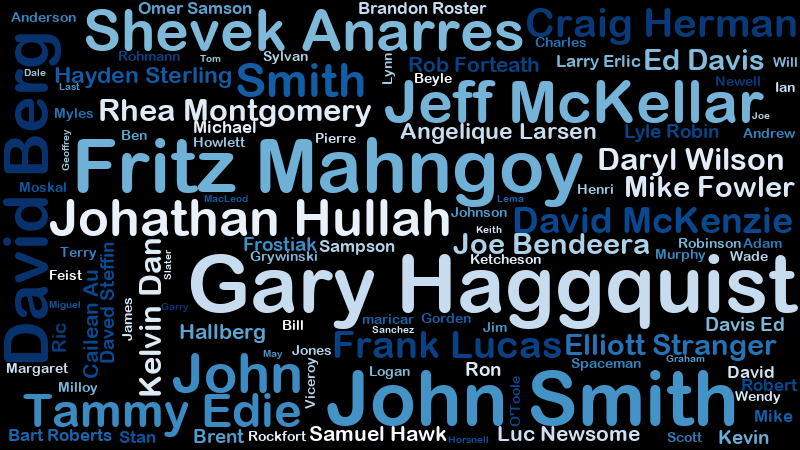 Anderson
Omer Samson
Brandon Roster
Shevek Anarres
Craig Herman
Charles
David Berg
Dale
Last
Rohmann
Tom
Sylvan
Lynn
Rob Forteath
Larry Erlic
Ed Davis
Will
Hayden Sterling
Smith
Beyle
Newell
Ian
Jeff McKellar
Joe
Myles
Rhea Montgomery
Michael
Angelique Larsen
Lyle Robin
Andrew
Geoffrey
Ben
Howlett
Pierre
Fritz Mahngoy
Daryl Wilson
Moskal
Henri
Mike Fowler
MacLeod
Lema
Johathan Hullah
Johnson
David McKenzie
Keith
Terry
Frostiak
Sampson
Joe Bendeera
Robinson
Adam
Grywinski
Ketcheson
Murphy
Wade
Feist
Cailean Au
Daved Steffin
Kelvin Dan
Slater
Gary Haggquist
Miguel
Garry
Ric
James
Hallberg
Bill
maricar
Gorden
Sanchez
Jim
Davis Ed
Frank Lucas
Elliott Stranger
Margaret
May
Jones
Graham
John
Viceroy
Logan
Ron
Spaceman
David
Milloy
John Smith
O'Toole
Robert
Wendy
Tammy Edie
Mike
Bart Roberts
Stan
Brent
Rockfort
Samuel Hawk
Horsnell
Luc Newsome
Scott
Kevin